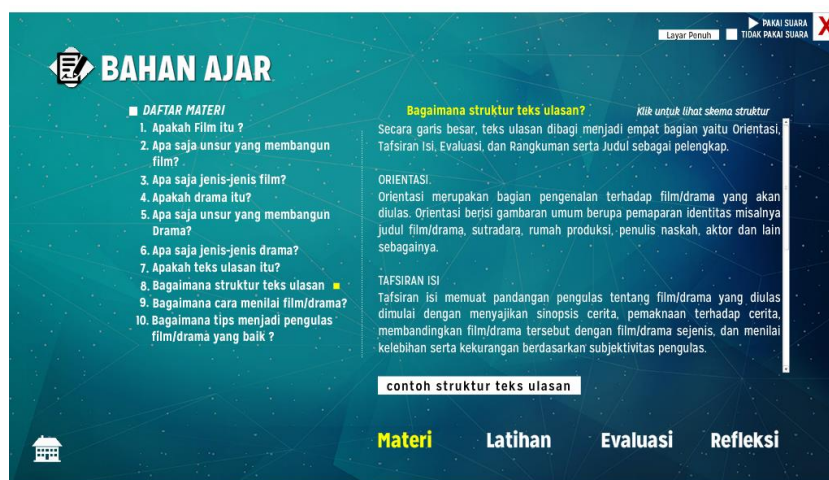 PAKAI SUARA
Layar Penuh
TIDAK PAKAI SUARA
X
BAHAN AJAR
DAFTAR MATERI
1. Apakah Film itu ?
2. Apa saja unsur yang membangun
film?
3. Apa saja jenis-jenis film?
4. Apakah drama itu?
5. Apa saja unsur yang membangun
Drama?
6. Apa saja jenis-jenis drama?
7. Apakah teks ulasan itu?
8. Bagaimana struktur teks ulasan
9. Bagaimana cara menilai film/drama?
10. Bagaimana tips menjadi pengulas
film/drama yang baik ?
Bagaimana struktur teks ulasan?
Klik untuk lihat skema struktur
Secara garis besar, teks ulasan dibagi menjadi empat bagian yaitu Orientasi,
Tafsiran Isi, Evaluasi, dan Rangkuman serta Judul sebagai pelengkap.
ORIENTASI.
Orientasi merupakan bagian pengenalan terhadap film/drama yang akan
diulas. Orientasi berisi gambaran umum berupa pemaparan identitas misalnya
judul film/drama, sutradara, rumah produksi, penulis naskah, aktor dan lain
sebagainya.
TAFSIRAN ISI
Tafsiran isi memuat pandangan pengulas tentang film/drama yang diulas
dimulai dengan menyajikan sinopsis cerita, pemaknaan terhadap cerita,
membandingkan film/drama tersebut dengan film/drama sejenis, dan menilai
kelebihan serta kekurangan berdasarkan subjektivitas pengulas.
contoh struktur teks ulasan
Materi
Latihan
Evaluasi
Refleksi